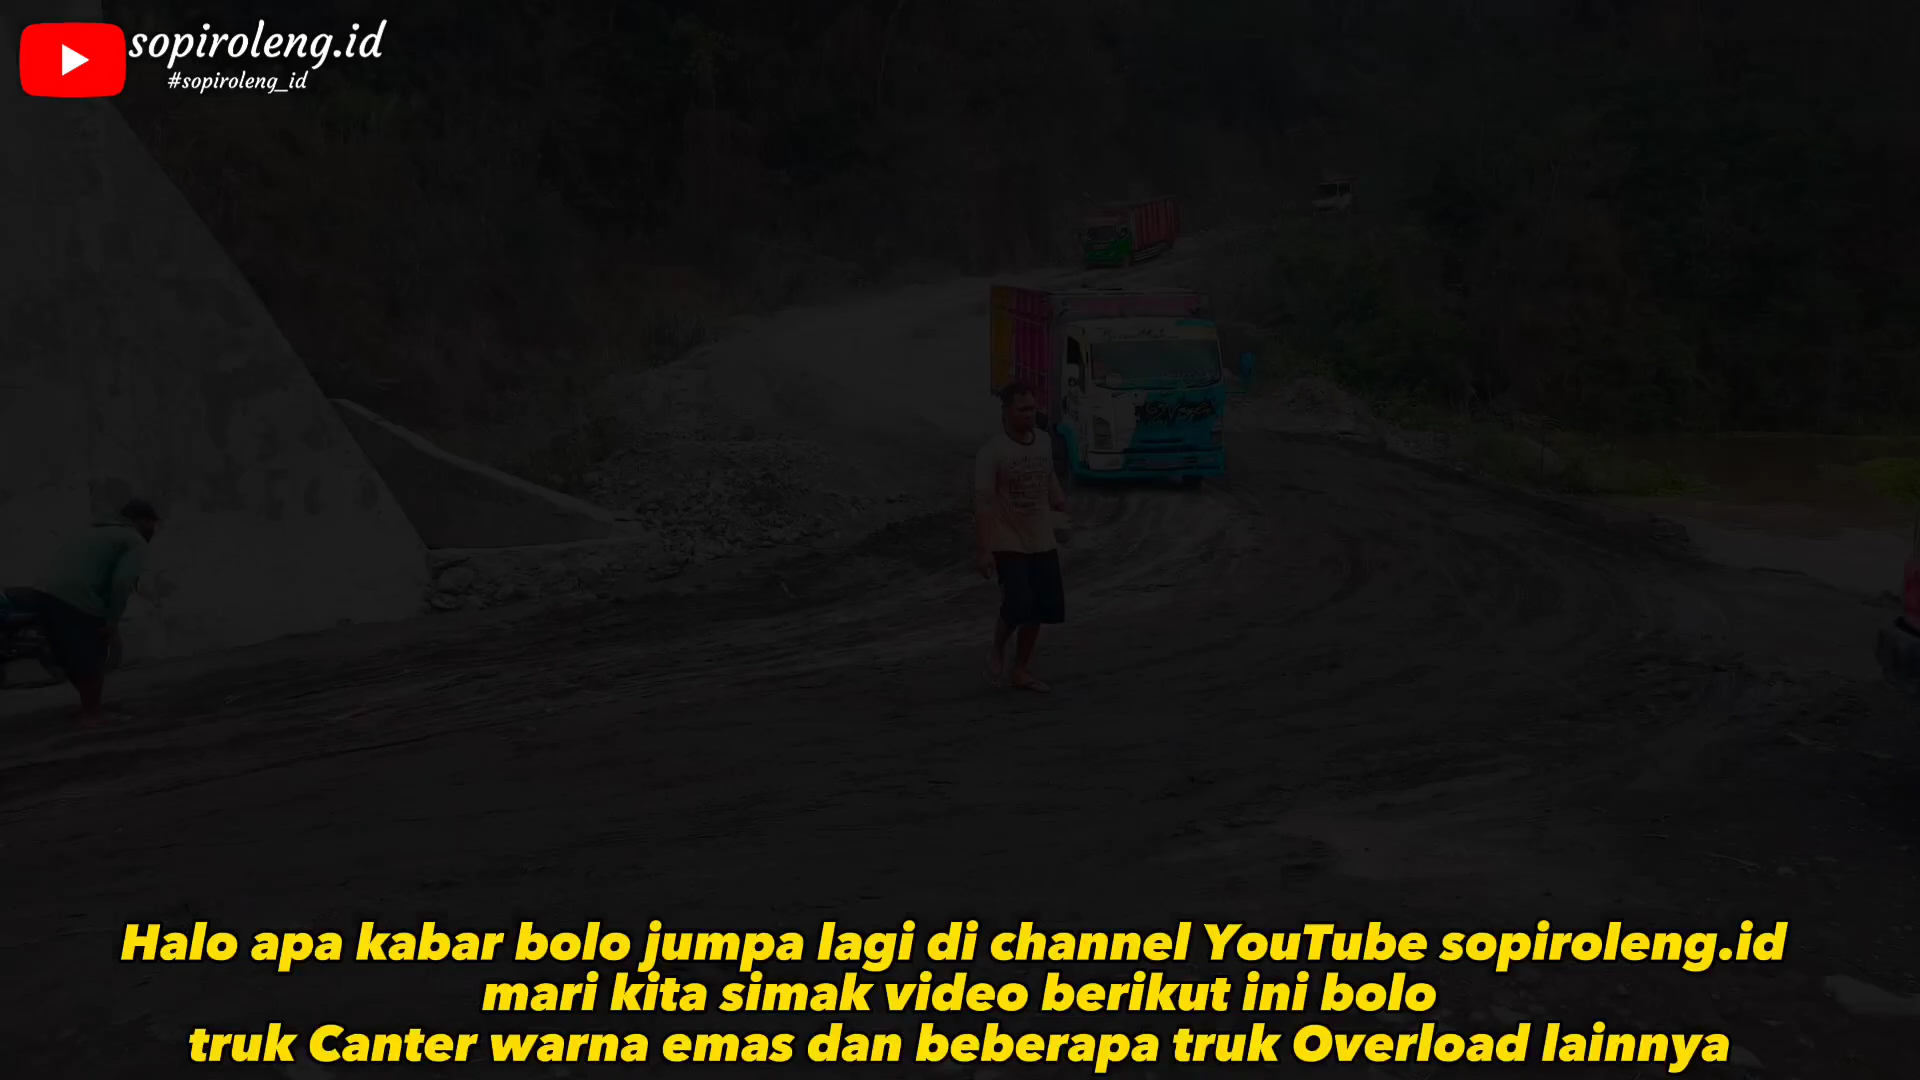 sopiroleng.id
#sopiroleng_id
Halo apa kabar bolo jumpa lagi di channel YouTube sopiroleng.id
mari kita simak video berikut ini bolo
truk Canter warna emas dan beberapa truk Overload lainnya